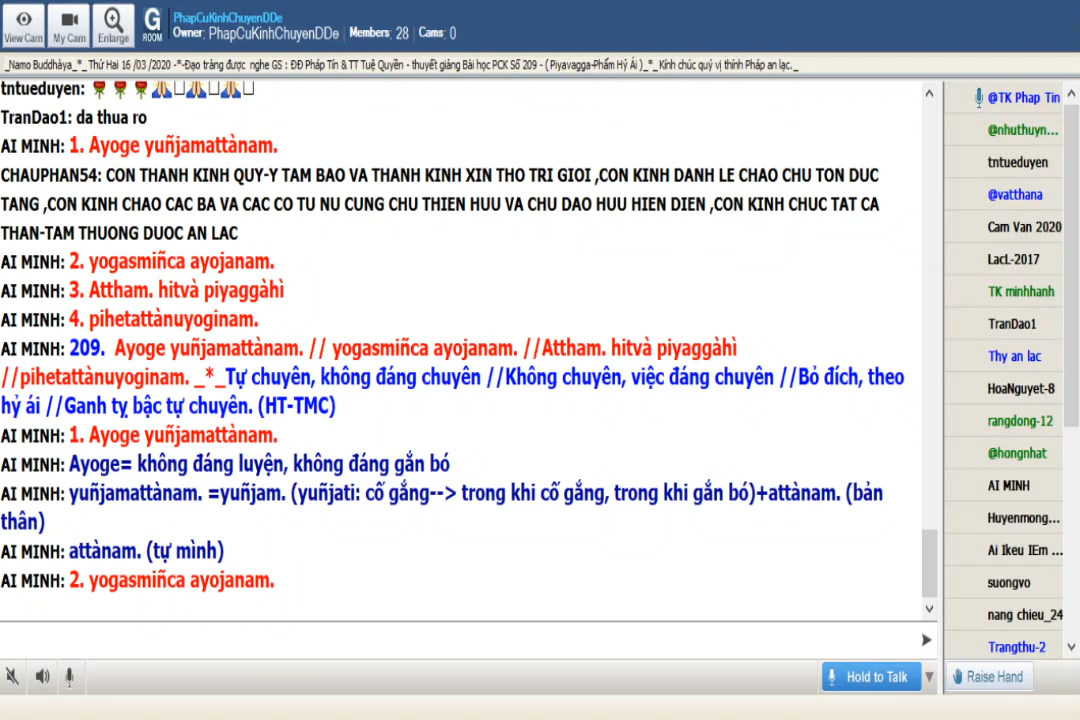 View Cam
My Cam
Enlarge
G ROOM
PhapCuKinhChuyenDDe
Owner: PhapCuKinhChuyenDDe Members: 28 Cams: 0
_Namo Buddhàya_*_ Thứ Hai 16 /03 /2020 -*-Đạo tràng được nghe GS : ĐĐ Pháp Tín & TT Tuệ Quyền - thuyết giảng Bài học PCK Số 209 - ( Piyavagga-Phẩm Hỷ Ái )_*_ Kính chúc quý vị thính Pháp an lạc._
tntueduyen: 🌹 🌹 🌹 🙏□🙏□🙏□
TranDao1: da thua ro
AI MINH: 1. Ayoge yuñjamattànam.
CHAUPHAN54: CON THANH KINH QUY-Y TAM BAO VA THANH KINH XIN THO TRI GIOI ,CON KINH DANH LE CHAO CHU TON DUC
TANG ,CON KINH CHAO CAC BA VA CAC CO TU NU CUNG CHU THIEN HUU VA CHU DAO HUU HIEN DIEN ,CON KINH CHUC TAT CA
THAN-TAM THUONG DUOC AN LAC
AI MINH: 2. yogasmiñca ayojanam.
AI MINH: 3. Attham. hitvà piyaggàhì
AI MINH: 4. pihetattànuyoginam.
AI MINH: 209. Ayoge yuñjamattànam. // yogasmiñca ayojanam. //Attham. hitvà piyaggàhì
//pihetattànuyoginam. _*_Tự chuyên, không đáng chuyên //Không chuyên, việc đáng chuyên //Bỏ đích, theo
hỷ ái //Ganh tỵ bậc tự chuyên. (HT-TMC)
AI MINH: 1. Ayoge yuñjamattànam.
AI MINH: Ayoge= không đáng luyện, không đáng gắn bó
AI MINH: yuñjamattànam. =yuñjam. (yuñjati: cố gắng--> trong khi cố gắng, trong khi gắn bó)+attànam. (bản
thân)
AI MINH: attànam. (tự mình)
AI MINH: 2. yogasmiñca ayojanam.
@TK Phap Tin
@nhuthuyn...
tntueduyen
@vatthana
Cam Van 2020
LacL-2017
TK minhhanh
TranDao1
Thy an lac
HoaNguyet-8
rangdong-12
@hongnhat
AI MINH
Huyenmong...
Ai Ikeu IEm ...
suongvo
nang chieu_24
Trangthu-2
Hold to Talk
Raise Hand